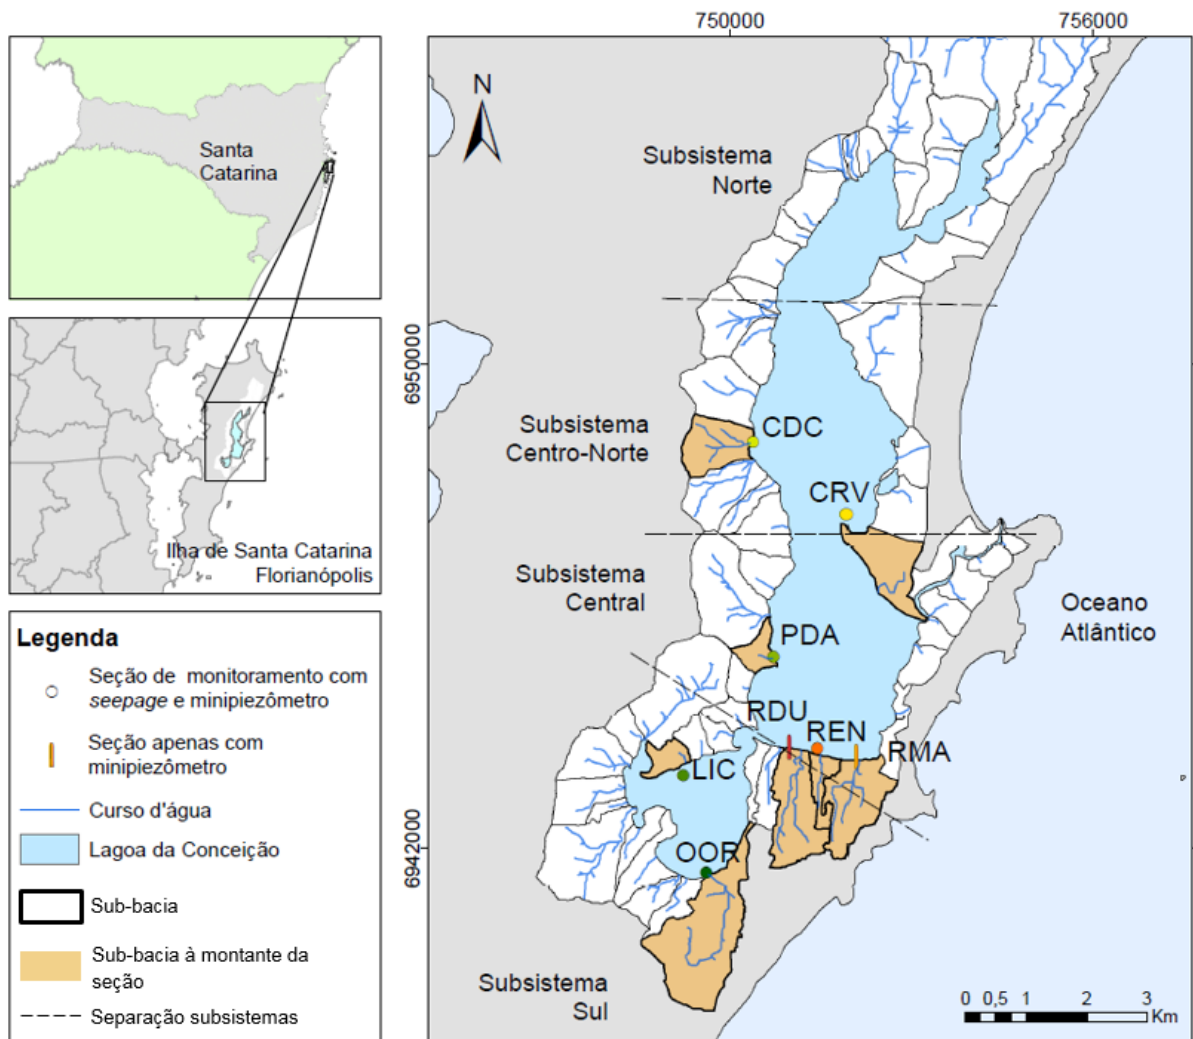 750000
756000
N
Santa
Catarina
Subsistema
Norte
6950000
Subsistema
Centro-Norte
CDC
CRV
Ilha de Santa Catarina
Florianópolis
Subsistema
Central
PDA
Oceano
Atlântico
RDU
REN
RMA
LIC
OOR
6942000
Subsistema
Sul
0 0,5 1 2 3
Km
Legenda
Seção de monitoramento com
seepage e minipiezômetro
Seção apenas com
minipiezômetro
Curso d'água
Lagoa da Conceição
Sub-bacia
Sub-bacia à montante da
seção
Separação subsistemas